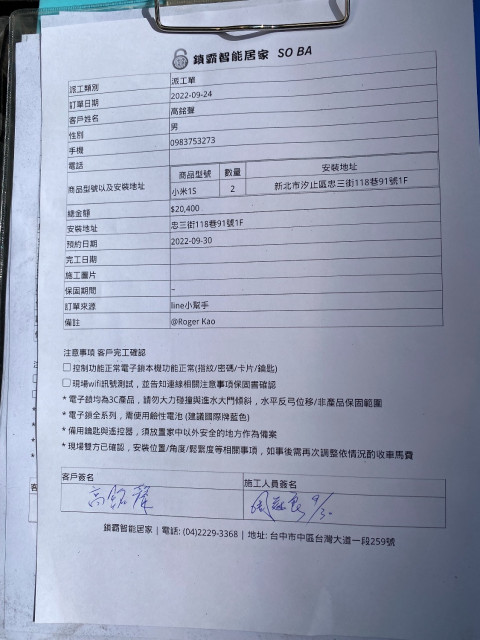 鎖霸智能居家 SO BA
派工類別 派工單
訂單日期 2022-09-24
客戶姓名 高銘聲
性別 男
手機 0983753273
電話
商品型號以及安裝地址 商品型號 數量 安裝地址
小米1S 2 新北市汐止區忠三街118巷91號1F
總金額 $20,400
安裝地址 忠三街118巷91號1F
預約日期 2022-09-30
完工日期
施工圖片
保固期間 –
訂單來源 line小幫手
備註 @Roger Kao
注意事項 客戶完工確認
控制功能正常電子鎖本機功能正常(指紋/密碼/卡片/鑰匙)
現場wifi訊號測試，並告知連線相關注意事項保固書確認
* 電子鎖均為3C產品，請勿大力碰撞與進水大門傾斜，水平反弓位移/非產品保固範圍
* 電子鎖全系列，需使用鹼性電池 (建議國際牌藍色)
* 備用鑰匙與遙控器，須放置家中以外安全的地方作為備案
* 現場雙方已確認，安裝位置/角度/鬆緊度等相關事項，如事後需再次調整依情況酌收車馬費
客戶簽名 施工人員簽名
高銘聲 9/30
鎖霸智能居家 | 電話: (04)2229-3368 | 地址: 台中市中區台灣大道一段259號